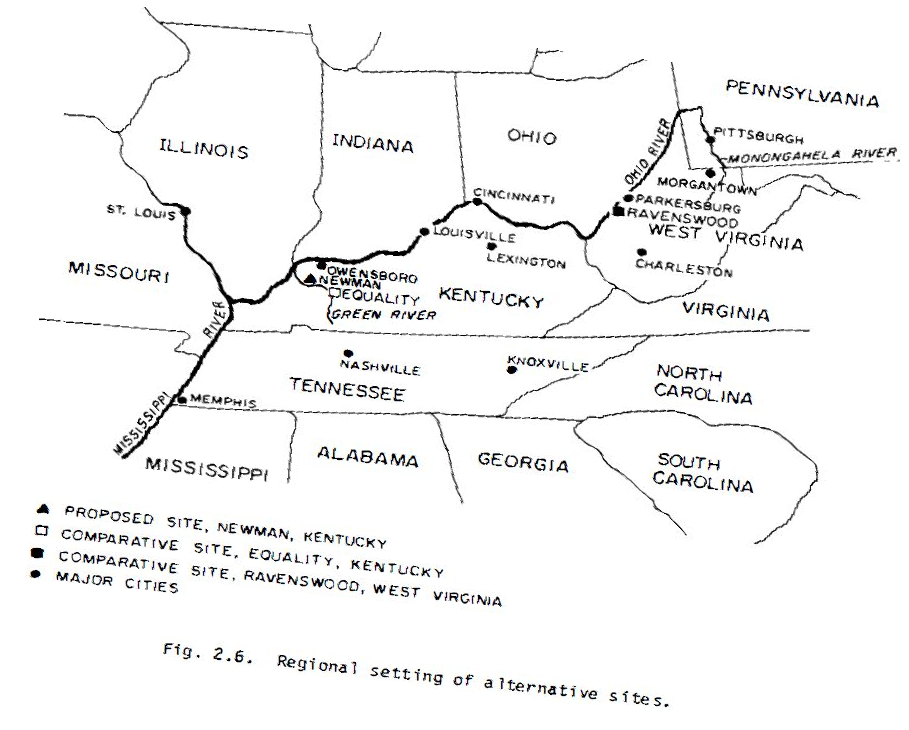 PENNSYLVANIA
ILLINOIS
INDIANA
OHIO
OHIO RIVER
PITTSBURGH
MONONGAHELA RIVER
MORGANTOWN
CINCINNATI
PARKERSBURG
RAVENSWOOD
WEST VIRGINIA
ST. LOUIS
LOUISVILLE
LEXINGTON
CHARLESTON
MISSOURI
OWENSBORO
NEWMAN
EQUALITY
KENTUCKY
GREEN RIVER
VIRGINIA
MISSISSIPPI RIVER
NASHVILLE
KNOXVILLE
TENNESSEE
NORTH
CAROLINA
MEMPHIS
MISSISSIPPI
ALABAMA
GEORGIA
SOUTH
CAROLINA
PROPOSED SITE, NEWMAN, KENTUCKY
COMPARATIVE SITE, EQUALITY, KENTUCKY
COMPARATIVE SITE, RAVENSWOOD, WEST VIRGINIA
MAJOR CITIES
Fig. 2.6. Regional setting of alternative sites.